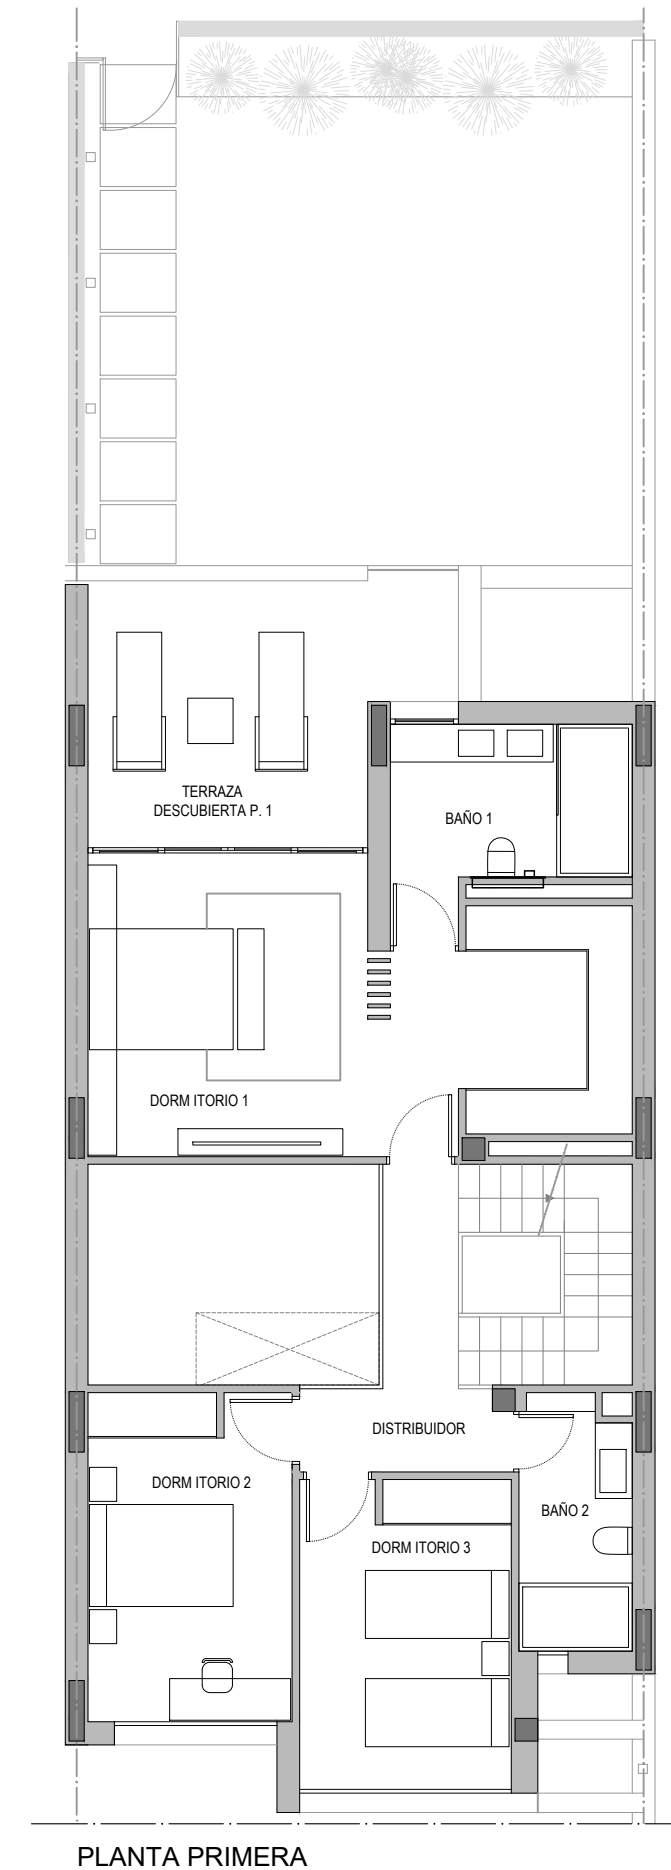 TERRAZA
DESCUBIERTA P. 1
BAÑO 1
DORM ITORIO 1
DISTRIBUIDOR
DORM ITORIO 2
BAÑO 2
DORM ITORIO 3
PLANTA PRIMERA